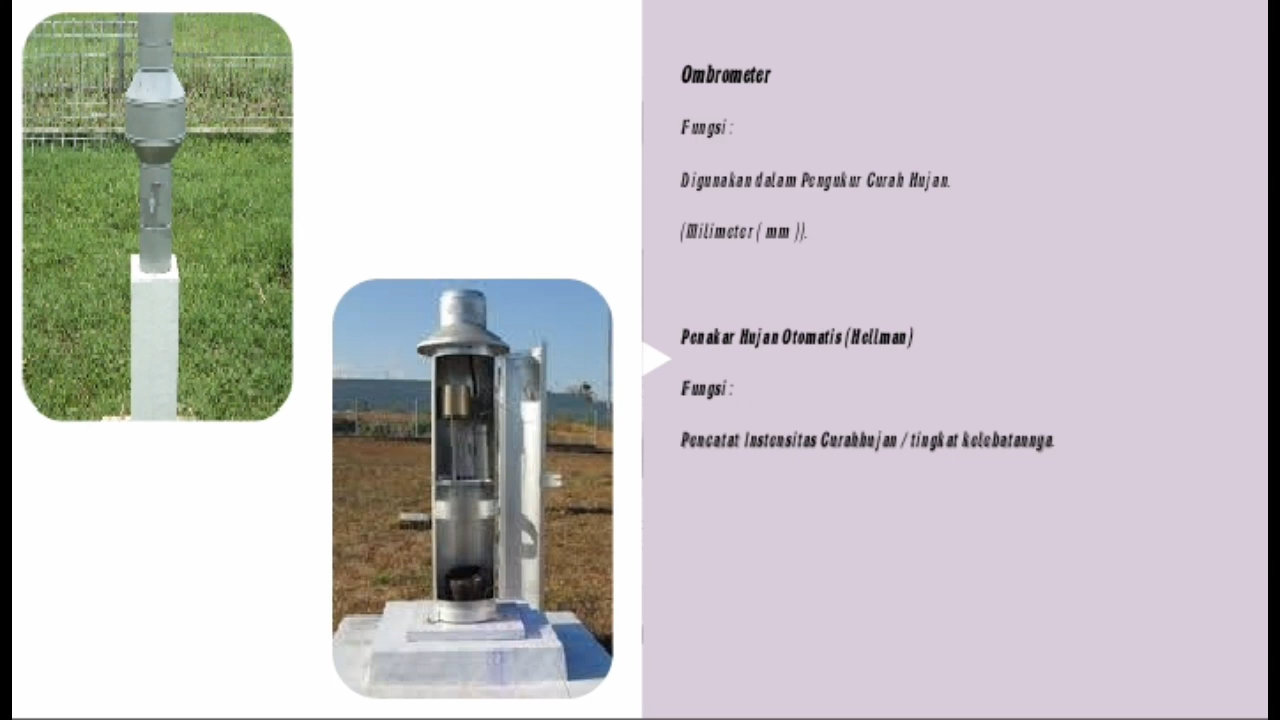 Ombrometer
Fungsi :
Digunakan dalam Pengukur Curah Hujan.
(Milimeter ( mm )).
Penakar Hujan Otomatis (Hellman)
Fungsi :
Pencatat Instensitas Curahhujan / tingkat kelebatannya.